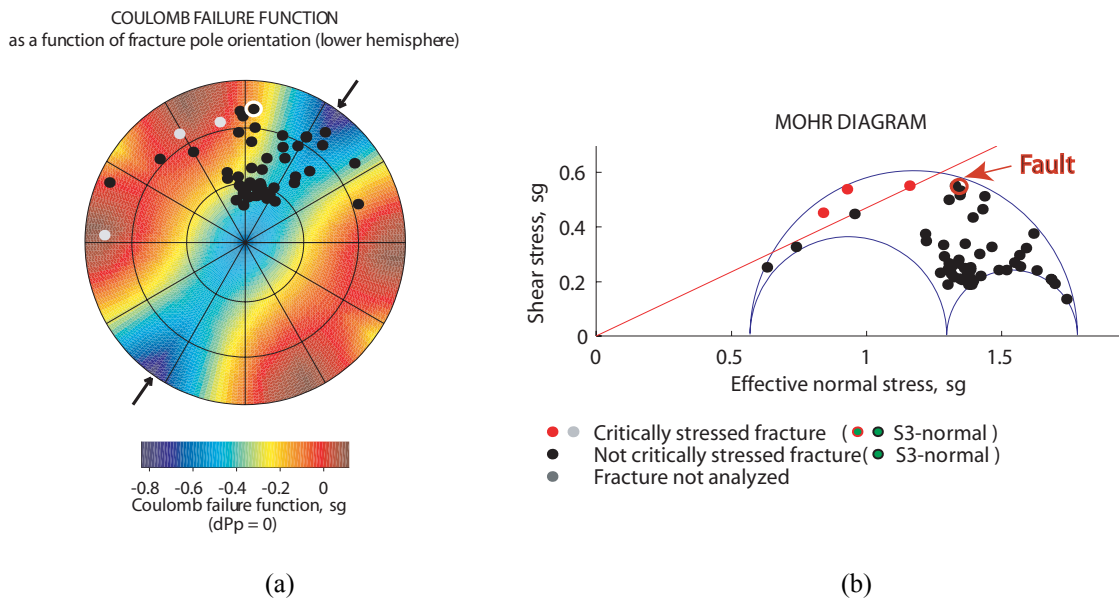 COULOMB FAILURE FUNCTION
as a function of fracture pole orientation (lower hemisphere)
-0.8 -0.6 -0.4 -0.2 0
Coulomb failure function, sg
(dPp = 0)
(a)
MOHR DIAGRAM
Fault
0.6
0.4
0.2
0
Shear stress, sg
0 0.5 1 1.5
Effective normal stress, sg
Critically stressed fracture ( S3-normal )
Not critically stressed fracture( S3-normal )
Fracture not analyzed
(b)